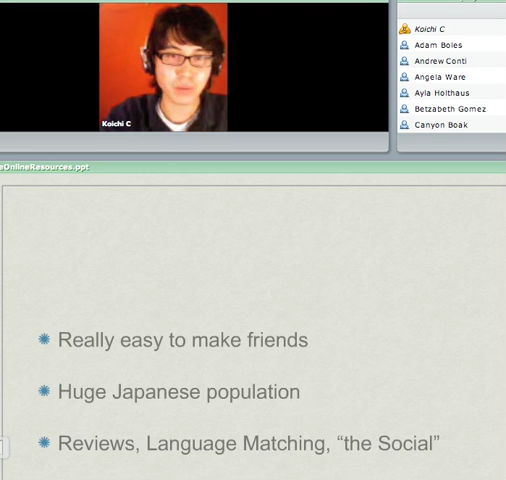 Koichi C
Koichi C
Adam Boles
Andrew Conti
Angela Ware
Ayla Holthaus
Betzabeth Gomez
Canyon Boak
eOnlineResources.ppt
Really easy to make friends
Huge Japanese population
Reviews, Language Matching, “the Social”